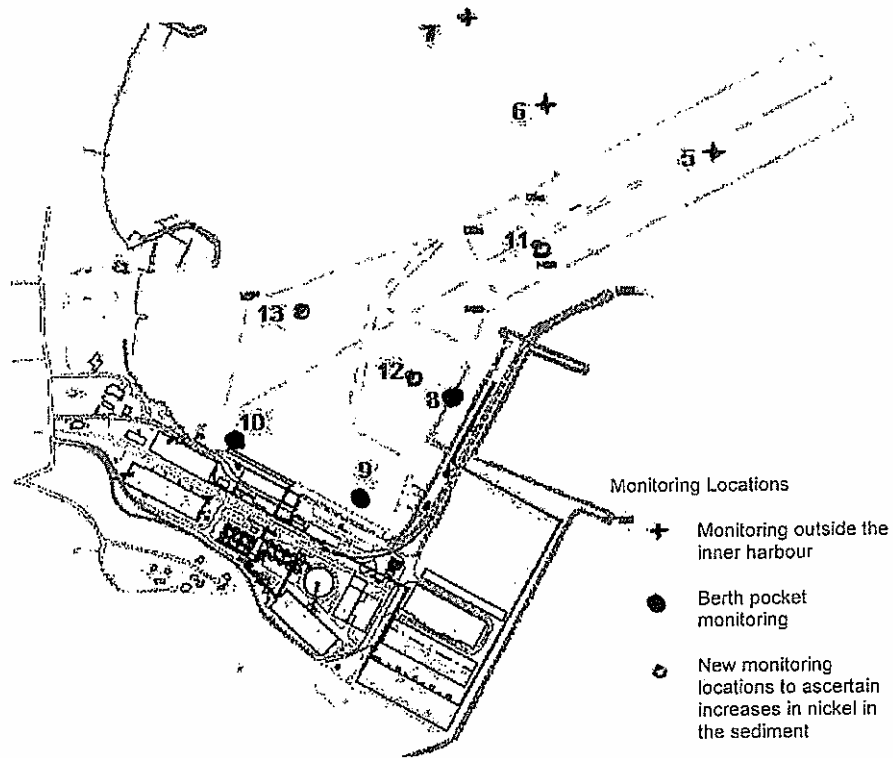 7
6
5
11
13
12
8
10
9
Monitoring Locations
Monitoring outside the
inner harbour
Berth pocket
monitoring
New monitoring
locations to ascertain
increases in nickel in
the sediment